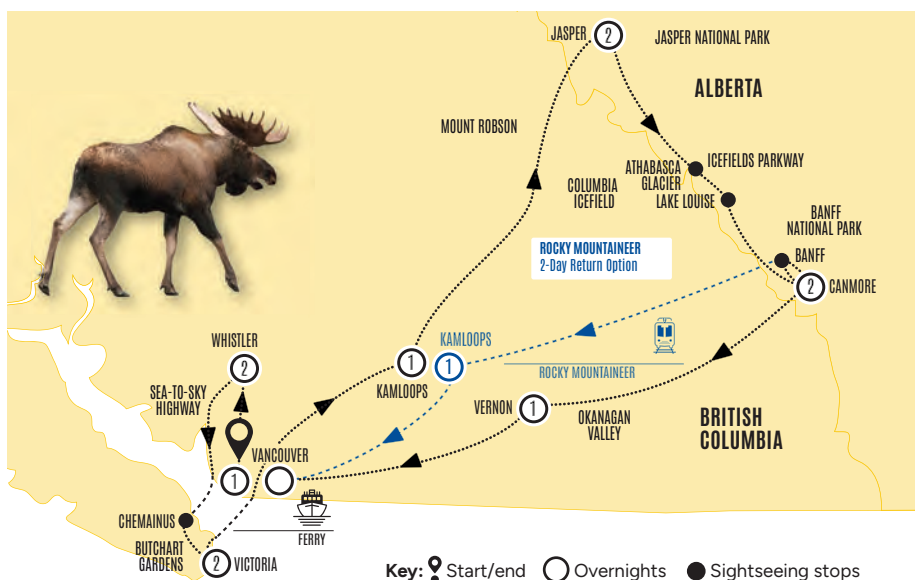 JASPER
2
JASPER NATIONAL PARK
ALBERTA
MOUNT ROBSON
ICEFIELDS PARKWAY
ATHABASCA
GLACIER
COLUMBIA
ICEFIELD
LAKE LOUISE
BANFF
NATIONAL PARK
BANFF
ROCKY MOUNTAINEER
2-Day Return Option
2
CANMORE
WHISTLER
2
KAMLOOPS
1
1
KAMLOOPS
ROCKY MOUNTAINEER
SEA-TO-SKY
HIGHWAY
VERNON
1
OKANAGAN
VALLEY
BRITISH
COLUMBIA
VANCOUVER
1
CHEMAINUS
FERRY
BUTCHART
GARDENS
2
VICTORIA
Key: Start/end Overnights Sightseeing stops